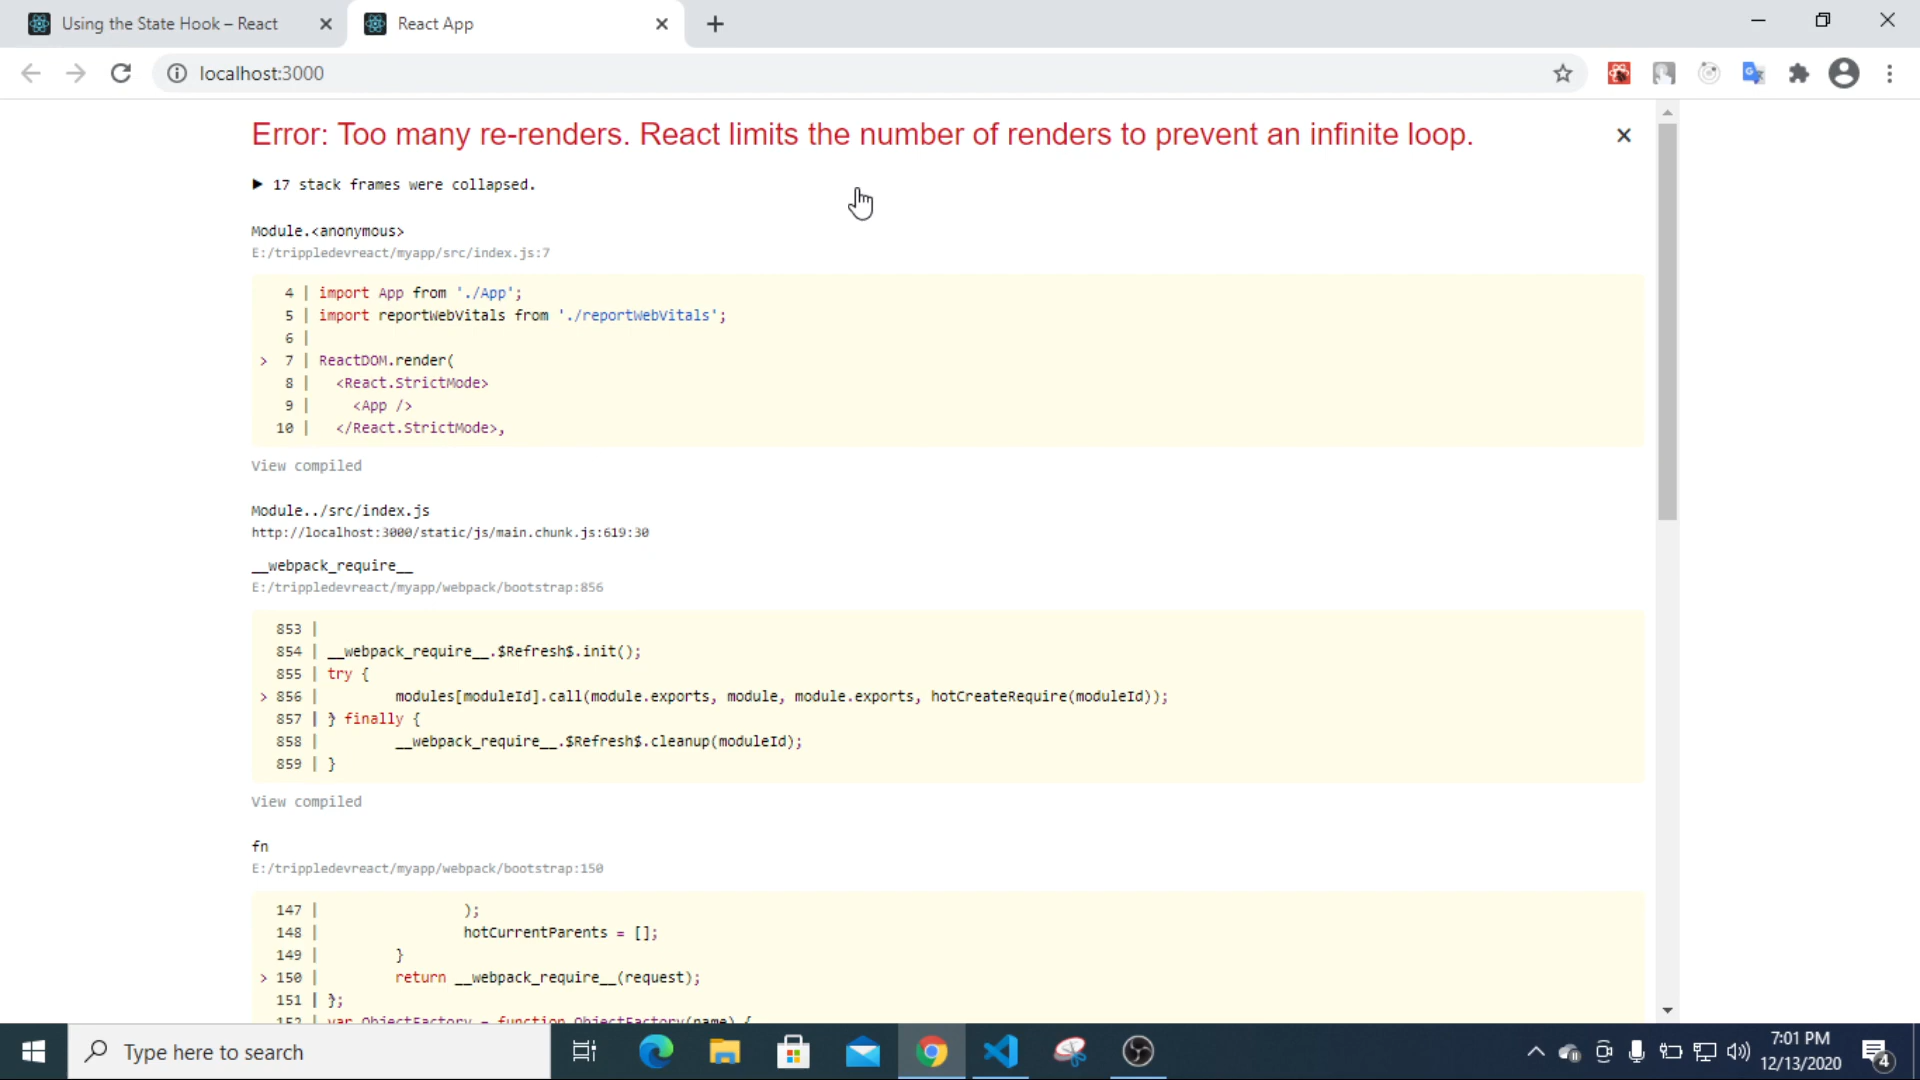 Using the State Hook – React
React App
localhost:3000
Error: Too many re-renders. React limits the number of renders to prevent an infinite loop.
▶ 17 stack frames were collapsed.
Module.<anonymous>
E:/trippledevreact/myapp/src/index.js:7
4 | import App from './App';
5 | import reportWebVitals from './reportWebVitals';
6 |
> 7 | ReactDOM.render(
8 | <React.StrictMode>
9 | <App />
10 | </React.StrictMode>,
View compiled
Module../src/index.js
http://localhost:3000/static/js/main.chunk.js:619:30
__webpack_require__
E:/trippledevreact/myapp/webpack/bootstrap:856
853 |
854 | __webpack_require__.$Refresh$.init();
855 | try {
> 856 | modules[moduleId].call(module.exports, module, module.exports, hotCreateRequire(moduleId));
857 | } finally {
858 | __webpack_require__.$Refresh$.cleanup(moduleId);
859 | }
View compiled
fn
E:/trippledevreact/myapp/webpack/bootstrap:150
147 | );
148 | hotCurrentParents = [];
149 | }
> 150 | return __webpack_require__(request);
151 | };
152 | var ObjectFactory = function ObjectFactory(name) {
Type here to search
7:01 PM
12/13/2020
4